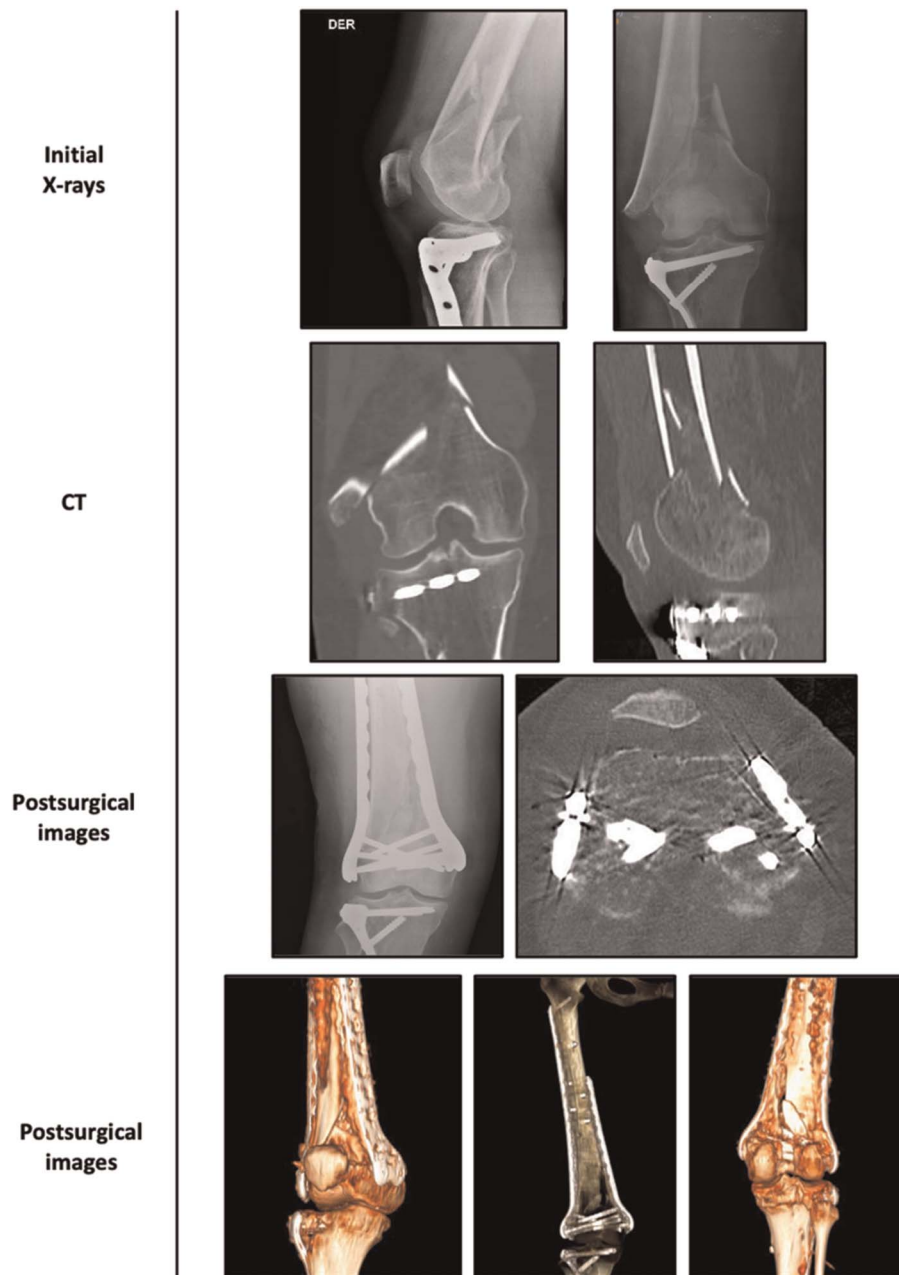 DER
Initial
X-rays
CT
Postsurgical
images
Postsurgical
images